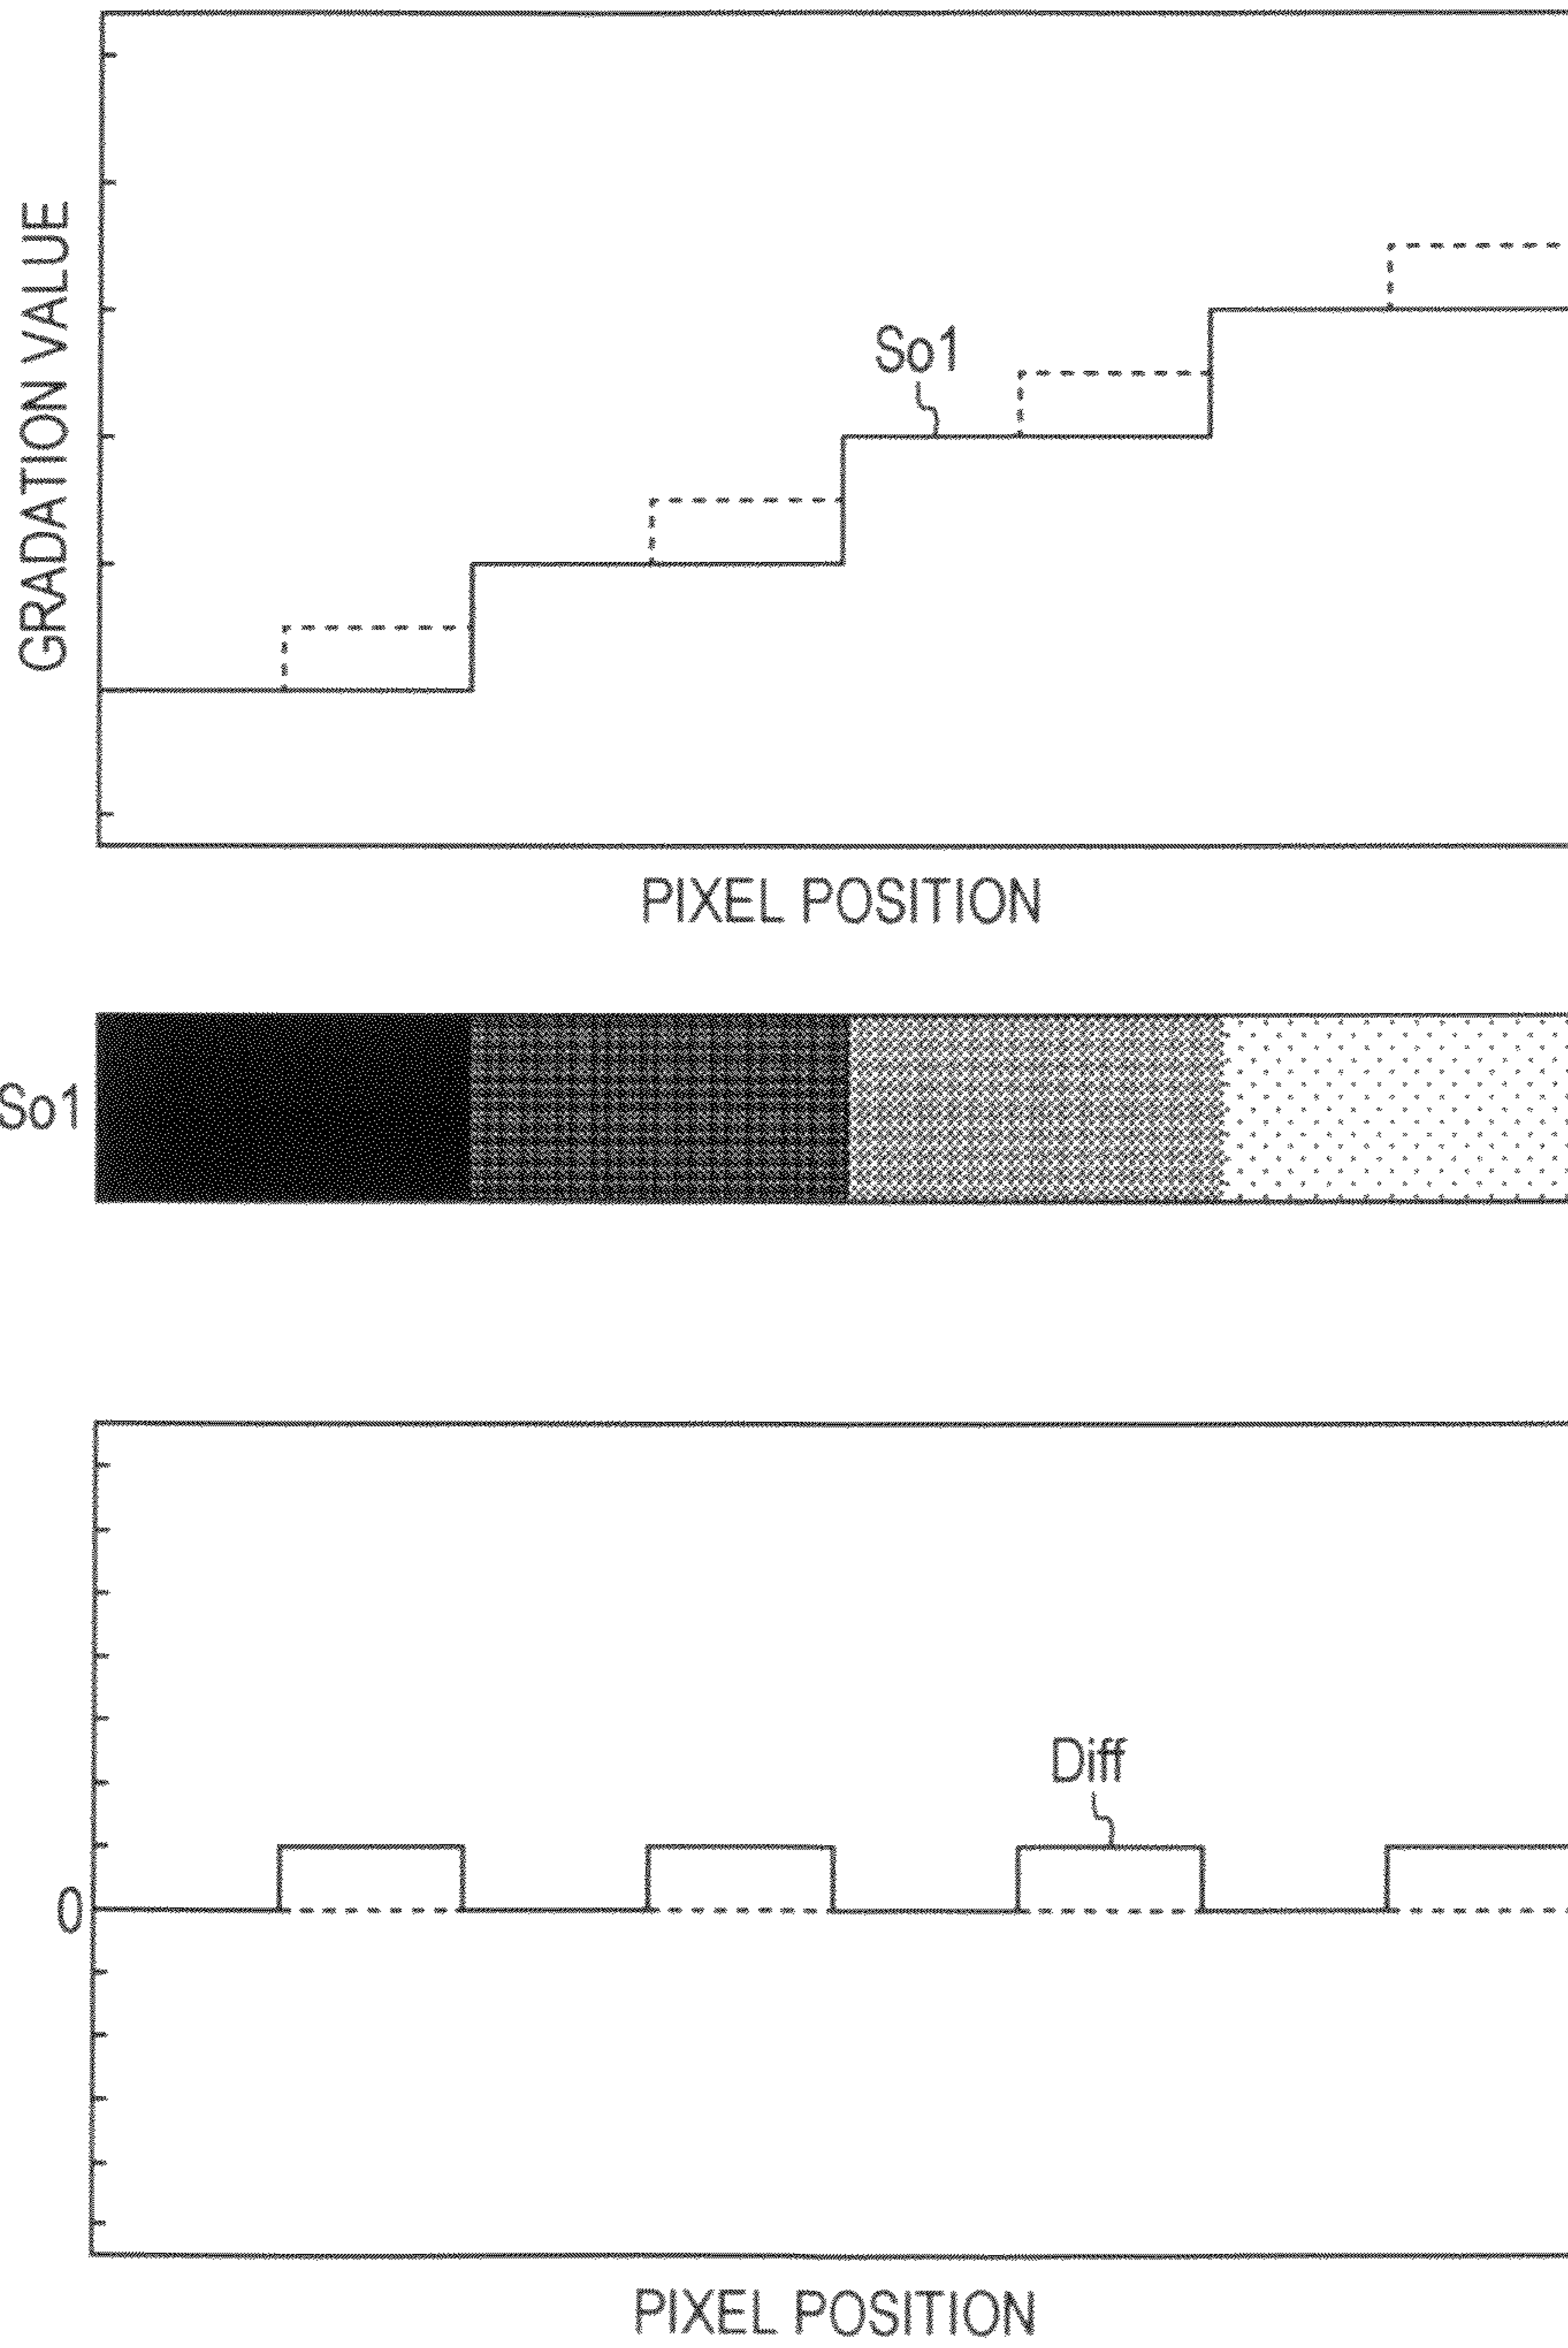 GRADATION VALUE
So1
PIXEL POSITION
So1
Diff
0
PIXEL POSITION